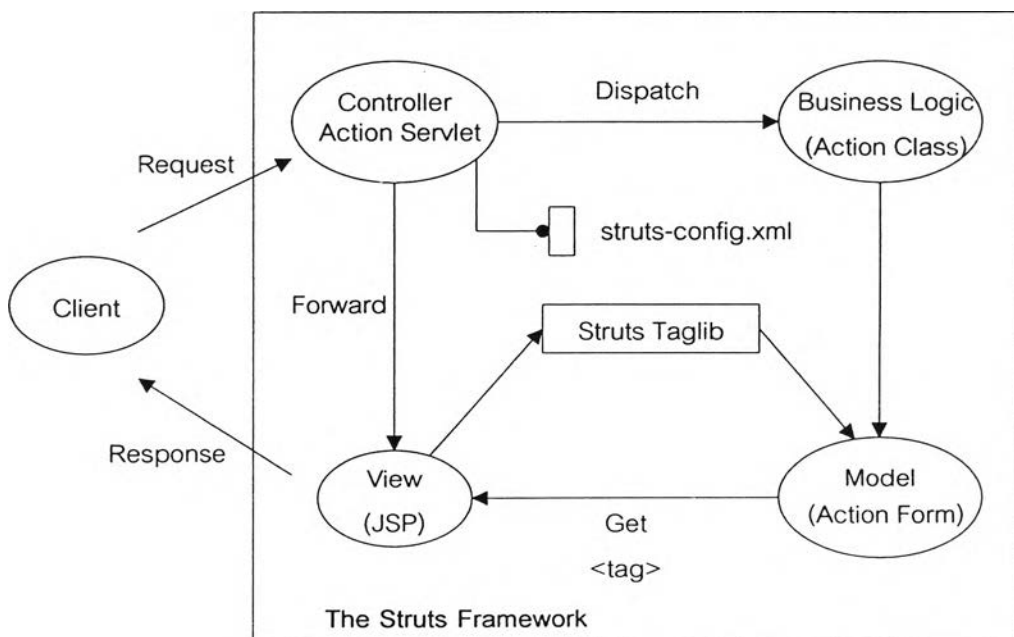 Controller
Action Servlet
Dispatch
Business Logic
(Action Class)
Request
struts-config.xml
Client
Forward
Struts Taglib
Response
View
(JSP)
Get
<tag>
Model
(Action Form)
The Struts Framework